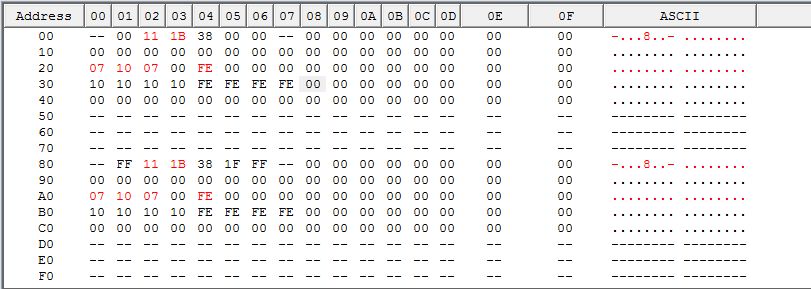 Address 00 01 02 03 04 05 06 07 08 09 0A 0B 0C 0D 0E 0F ASCII
00 -- 00 11 1B 38 00 00 -- 00 00 00 00 00 00 00 00 -...8..- ........
10 00 00 00 00 00 00 00 00 00 00 00 00 00 00 00 00 ........ ........
20 07 10 07 00 FE 00 00 00 00 00 00 00 00 00 00 00 ........ ........
30 10 10 10 10 FE FE FE FE 00 00 00 00 00 00 00 00 ........ ........
40 00 00 00 00 00 00 00 00 00 00 00 00 00 00 00 00 ........ ........
50 -- -- -- -- -- -- -- -- -- -- -- -- -- -- -- -- -------- --------
60 -- -- -- -- -- -- -- -- -- -- -- -- -- -- -- -- -------- --------
70 -- -- -- -- -- -- -- -- -- -- -- -- -- -- -- -- -------- --------
80 -- FF 11 1B 38 1F FF -- 00 00 00 00 00 00 00 00 -...8..- ........
90 00 00 00 00 00 00 00 00 00 00 00 00 00 00 00 00 ........ ........
A0 07 10 07 00 FE 00 00 00 00 00 00 00 00 00 00 00 ........ ........
B0 10 10 10 10 FE FE FE FE 00 00 00 00 00 00 00 00 ........ ........
C0 00 00 00 00 00 00 00 00 00 00 00 00 00 00 00 00 ........ ........
D0 -- -- -- -- -- -- -- -- -- -- -- -- -- -- -- -- -------- --------
E0 -- -- -- -- -- -- -- -- -- -- -- -- -- -- -- -- -------- --------
F0 -- -- -- -- -- -- -- -- -- -- -- -- -- -- -- -- -------- --------